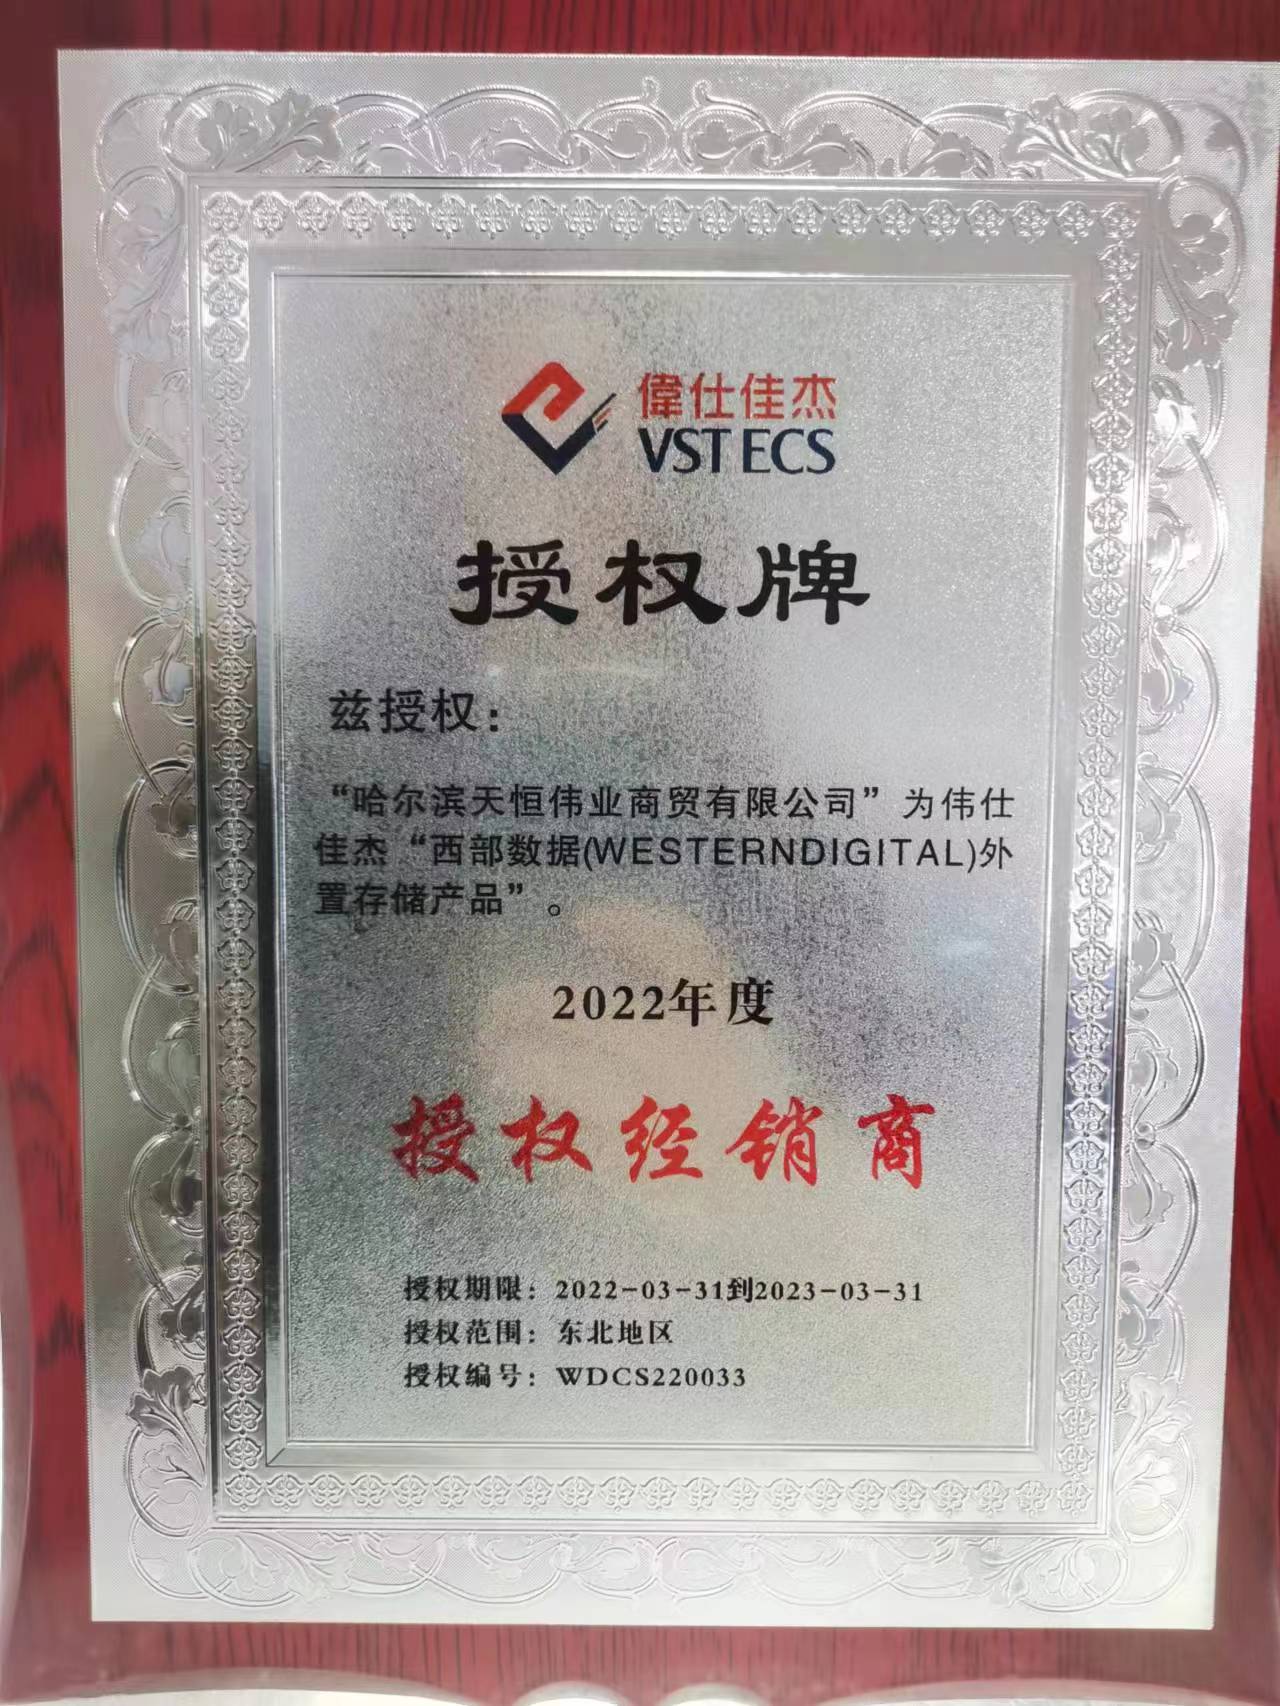 偉仕佳杰
VSTECS
授权牌
兹授权：
“哈尔滨天恒伟业商贸有限公司”为伟仕
佳杰“西部数据(WESTERNDIGITAL)外
置存储产品”。
2022年度
授权经销商
授权期限：2022-03-31到2023-03-31
授权范围：东北地区
授权编号：WDCS220033